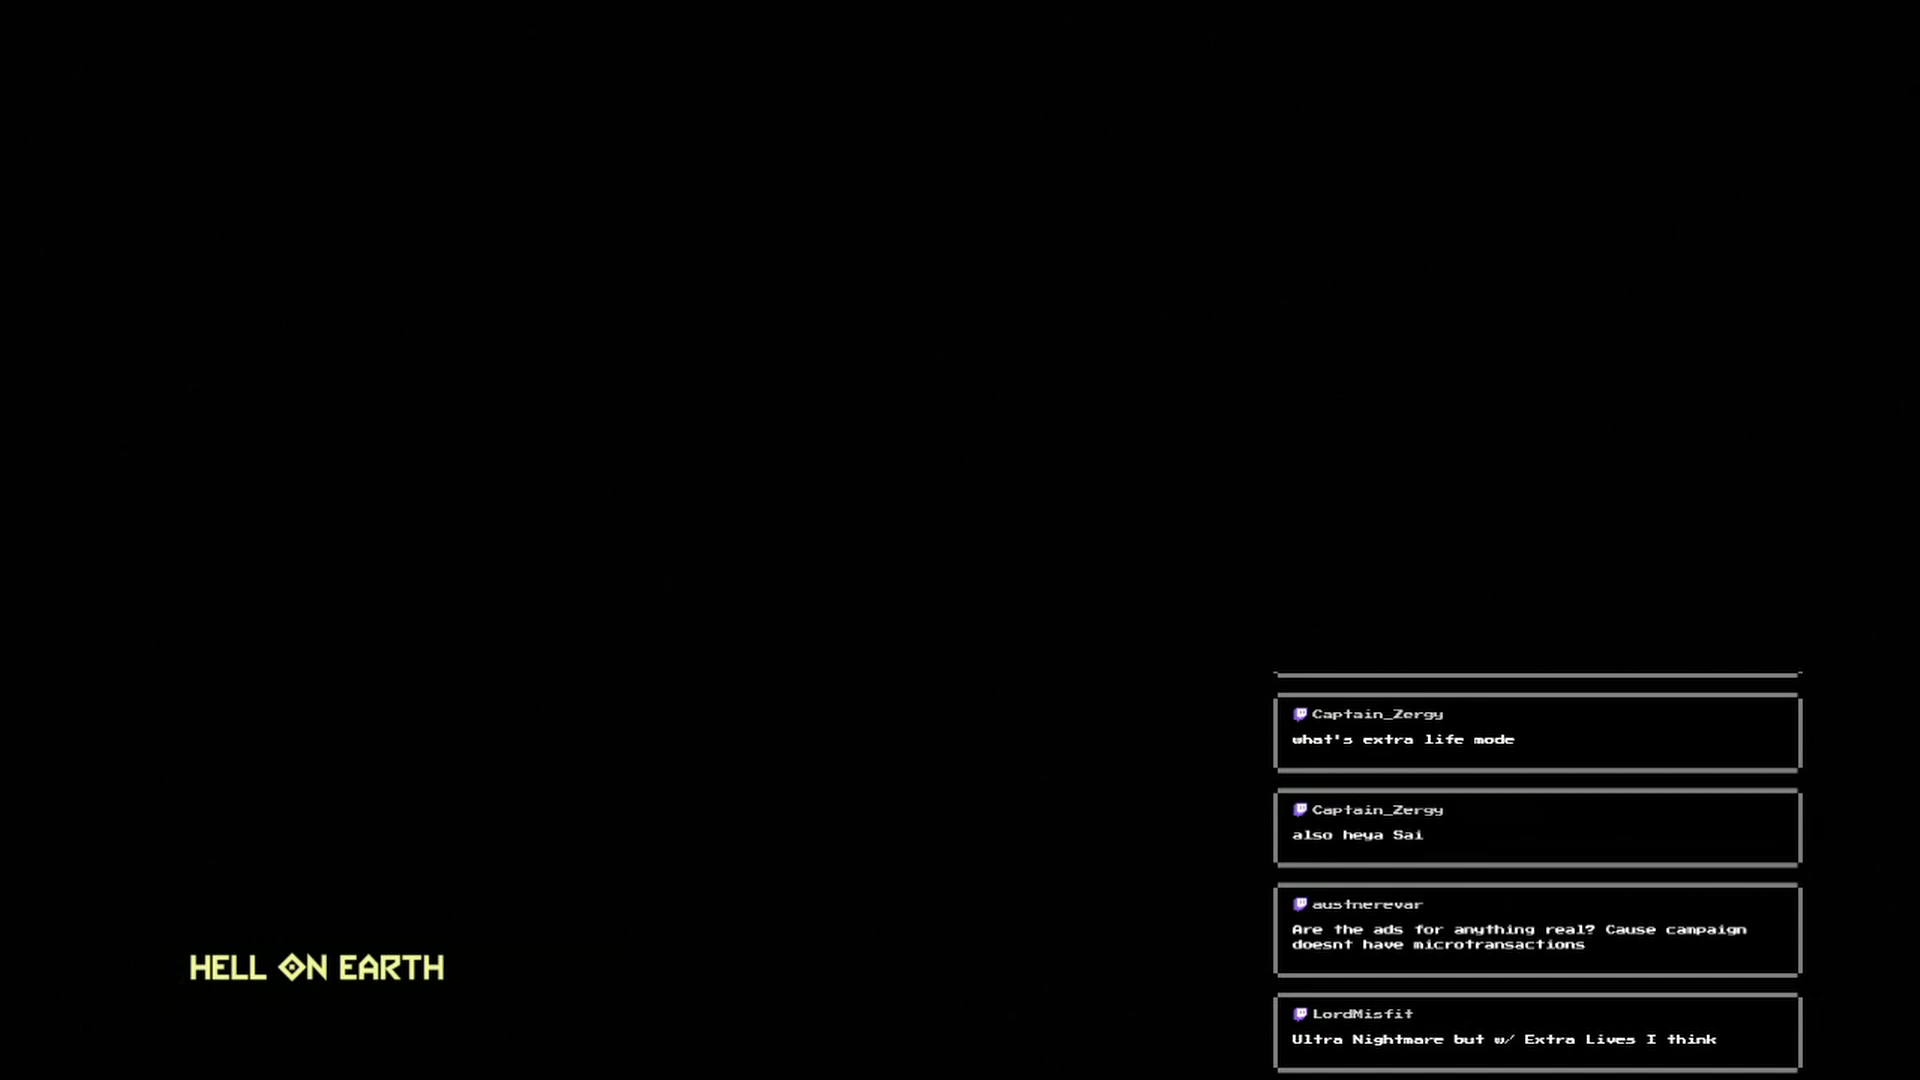 Captain_Zergy
what's extra life mode
Captain_Zergy
also heya Sai
austnerevar
Are the ads for anything real? Cause campaign
doesnt have microtransactions
HELL ON EARTH
LordMisfit
Ultra Nightmare but w/ Extra Lives I think